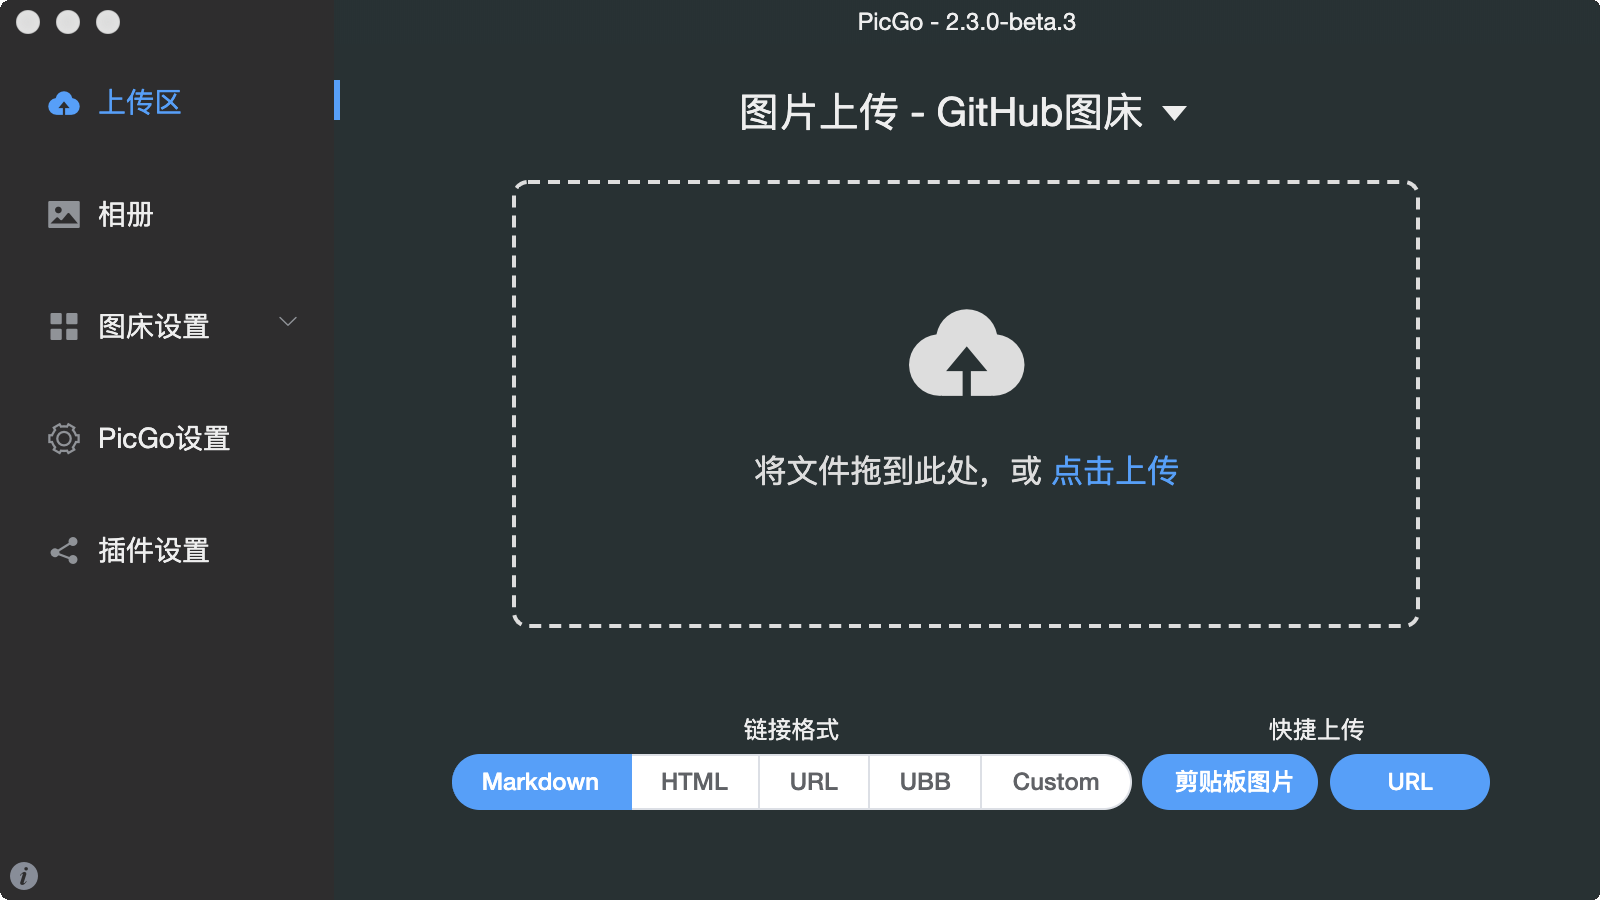 PicGo - 2.3.0-beta.3
上传区
相册
图床设置
PicGo设置
插件设置
图片上传 - GitHub图床
将文件拖到此处，或 点击上传
链接格式
Markdown HTML URL UBB Custom
快捷上传
剪贴板图片 URL
i